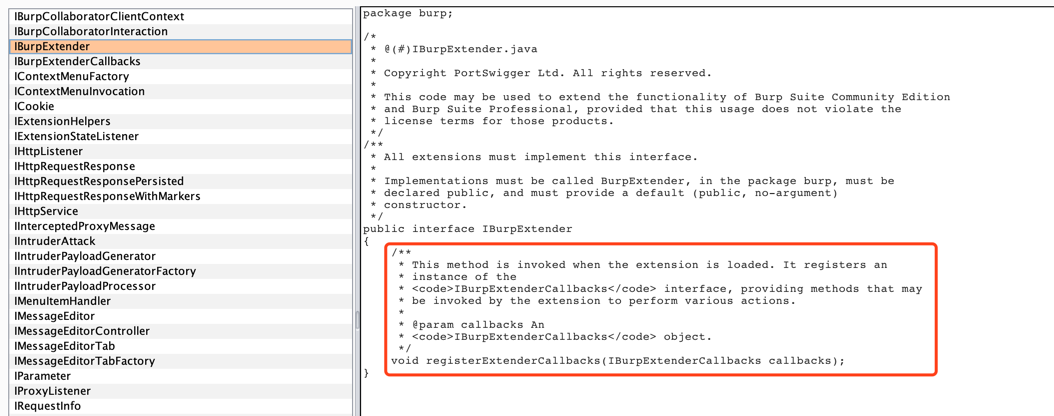 IBurpCollaboratorClientContext
IBurpCollaboratorInteraction
IBurpExtender
IBurpExtenderCallbacks
IContextMenuFactory
IContextMenuInvocation
ICookie
IExtensionHelpers
IExtensionStateListener
IHttpListener
IHttpRequestResponse
IHttpRequestResponsePersisted
IHttpRequestResponseWithMarkers
IHttpService
IInterceptedProxyMessage
IIntruderAttack
IIntruderPayloadGenerator
IIntruderPayloadGeneratorFactory
IIntruderPayloadProcessor
IMenuItemHandler
IMessageEditor
IMessageEditorController
IMessageEditorTab
IMessageEditorTabFactory
IParameter
IProxyListener
IRequestInfo
package burp;
/*
 * @(#)IBurpExtender.java
 *
 * Copyright PortSwigger Ltd. All rights reserved.
 *
 * This code may be used to extend the functionality of Burp Suite Community Edition
 * and Burp Suite Professional, provided that this usage does not violate the
 * license terms for those products.
 */
/**
 * All extensions must implement this interface.
 *
 * Implementations must be called BurpExtender, in the package burp, must be
 * declared public, and must provide a default (public, no-argument)
 * constructor.
 */
public interface IBurpExtender
{
    /**
     * This method is invoked when the extension is loaded. It registers an
     * instance of the
     * <code>IBurpExtenderCallbacks</code> interface, providing methods that may
     * be invoked by the extension to perform various actions.
     *
     * @param callbacks An
     * <code>IBurpExtenderCallbacks</code> object.
     */
    void registerExtenderCallbacks(IBurpExtenderCallbacks callbacks);
}